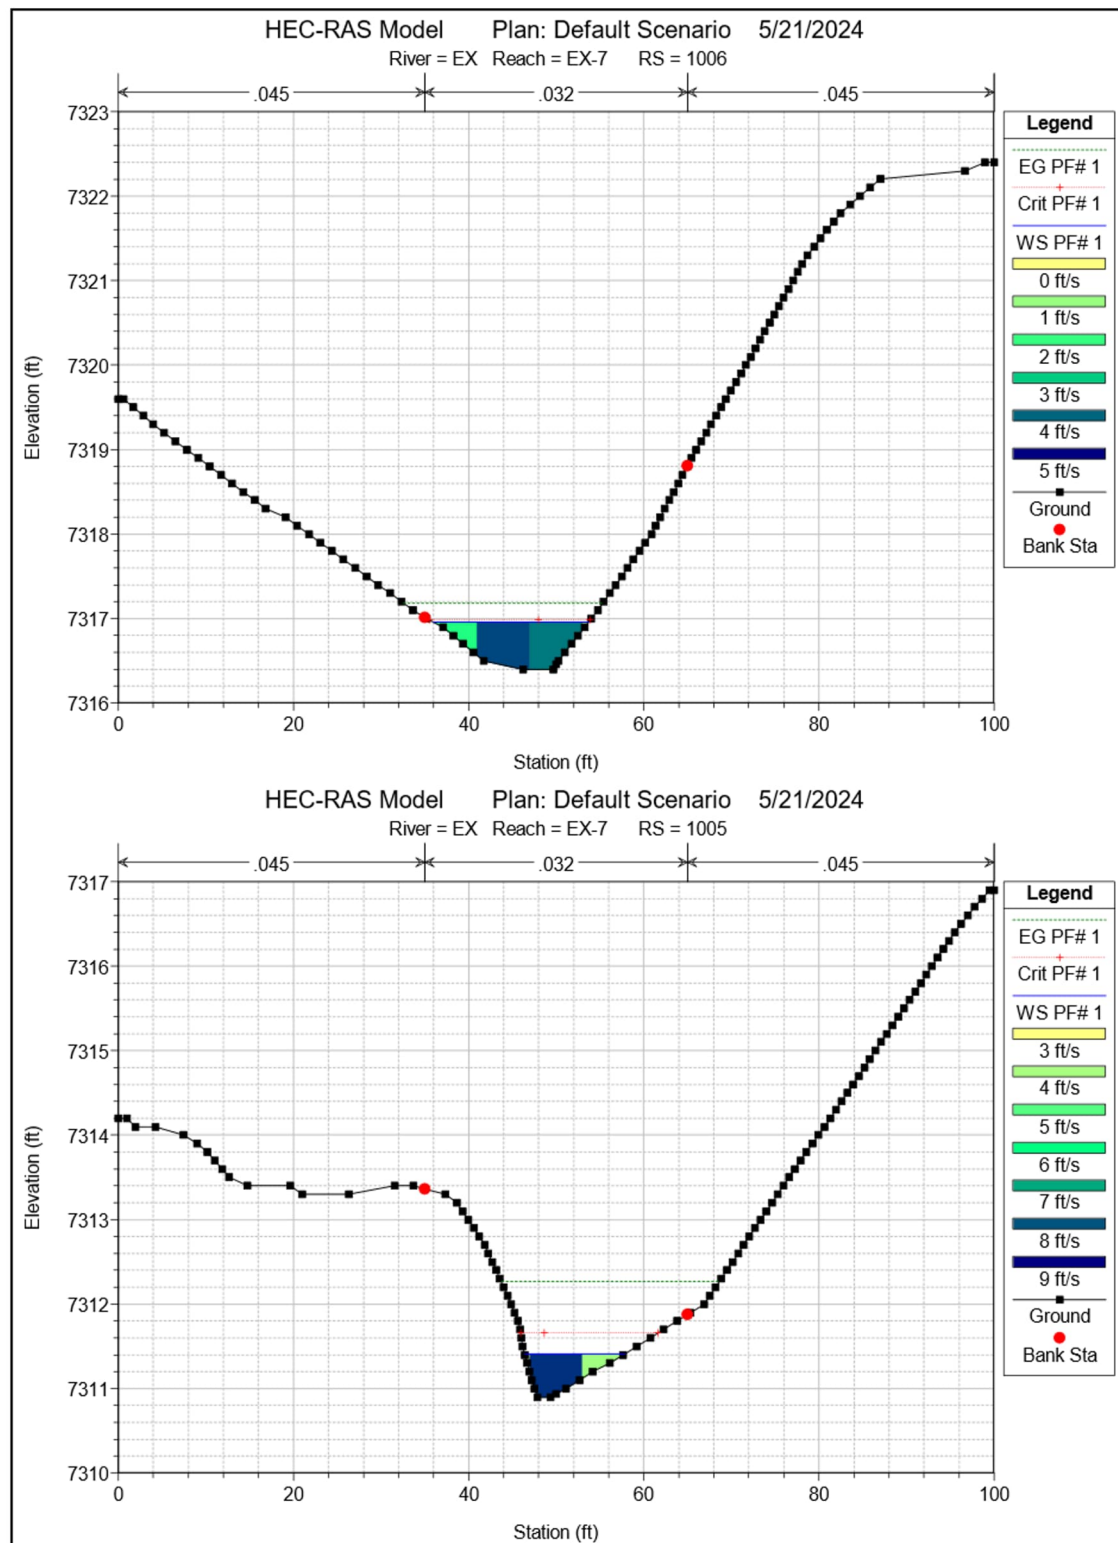 HEC-RAS Model Plan: Default Scenario 5/21/2024
River = EX Reach = EX-7 RS = 1006
.045 .032 .045
7323
7322
7321
7320
7319
7318
7317
7316
Elevation (ft)
0 20 40 60 80 100
Station (ft)
Legend
EG PF# 1
Crit PF# 1
WS PF# 1
0 ft/s
1 ft/s
2 ft/s
3 ft/s
4 ft/s
5 ft/s
Ground
Bank Sta
HEC-RAS Model Plan: Default Scenario 5/21/2024
River = EX Reach = EX-7 RS = 1005
.045 .032 .045
7317
7316
7315
7314
7313
7312
7311
7310
Elevation (ft)
0 20 40 60 80 100
Station (ft)
Legend
EG PF# 1
Crit PF# 1
WS PF# 1
3 ft/s
4 ft/s
5 ft/s
6 ft/s
7 ft/s
8 ft/s
9 ft/s
Ground
Bank Sta